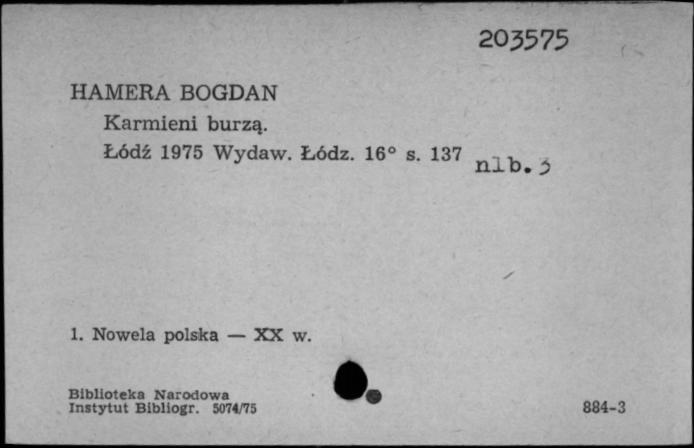 203575
HAMERA BOGDAN
Karmieni burzą.
Łódź 1975 Wydaw. Łódz. 16° s. 137 nlb. 3
1. Nowela polska — XX w.
Biblioteka Narodowa
Instytut Bibliogr. 5074/75
884-3